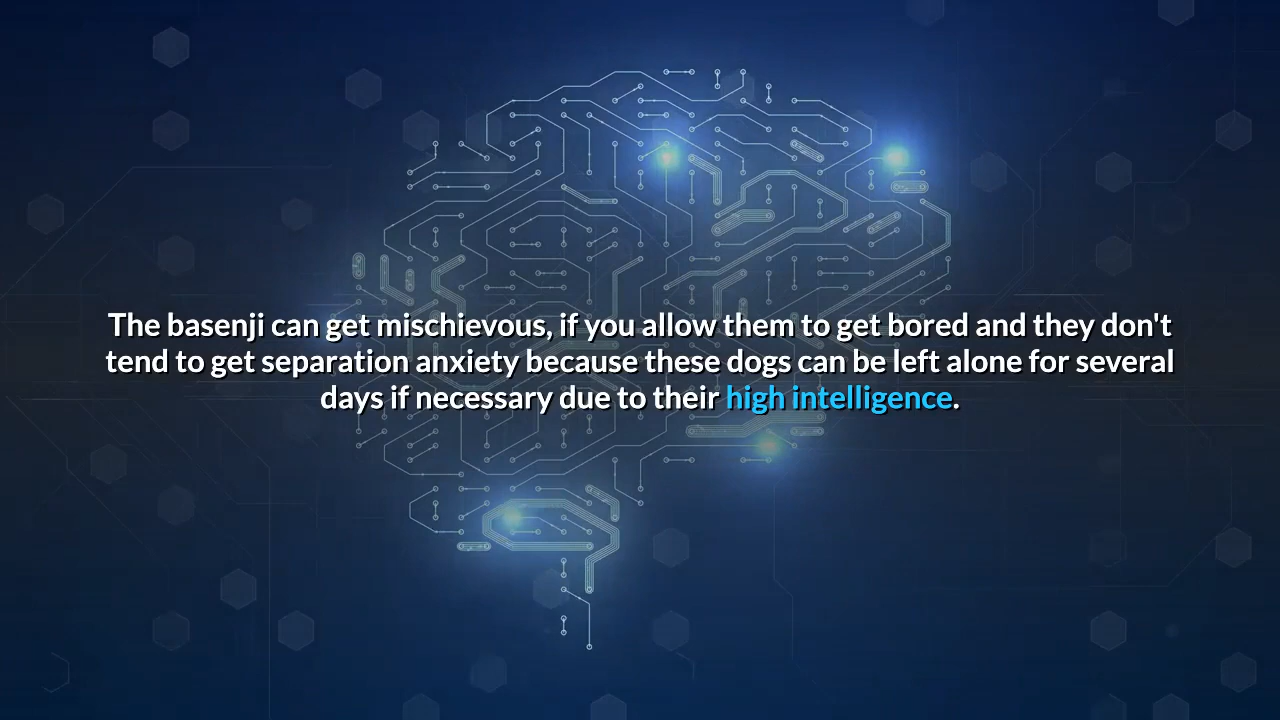 The basenji can get mischievous, if you allow them to get bored and they don't
tend to get separation anxiety because these dogs can be left alone for several
days if necessary due to their high intelligence.